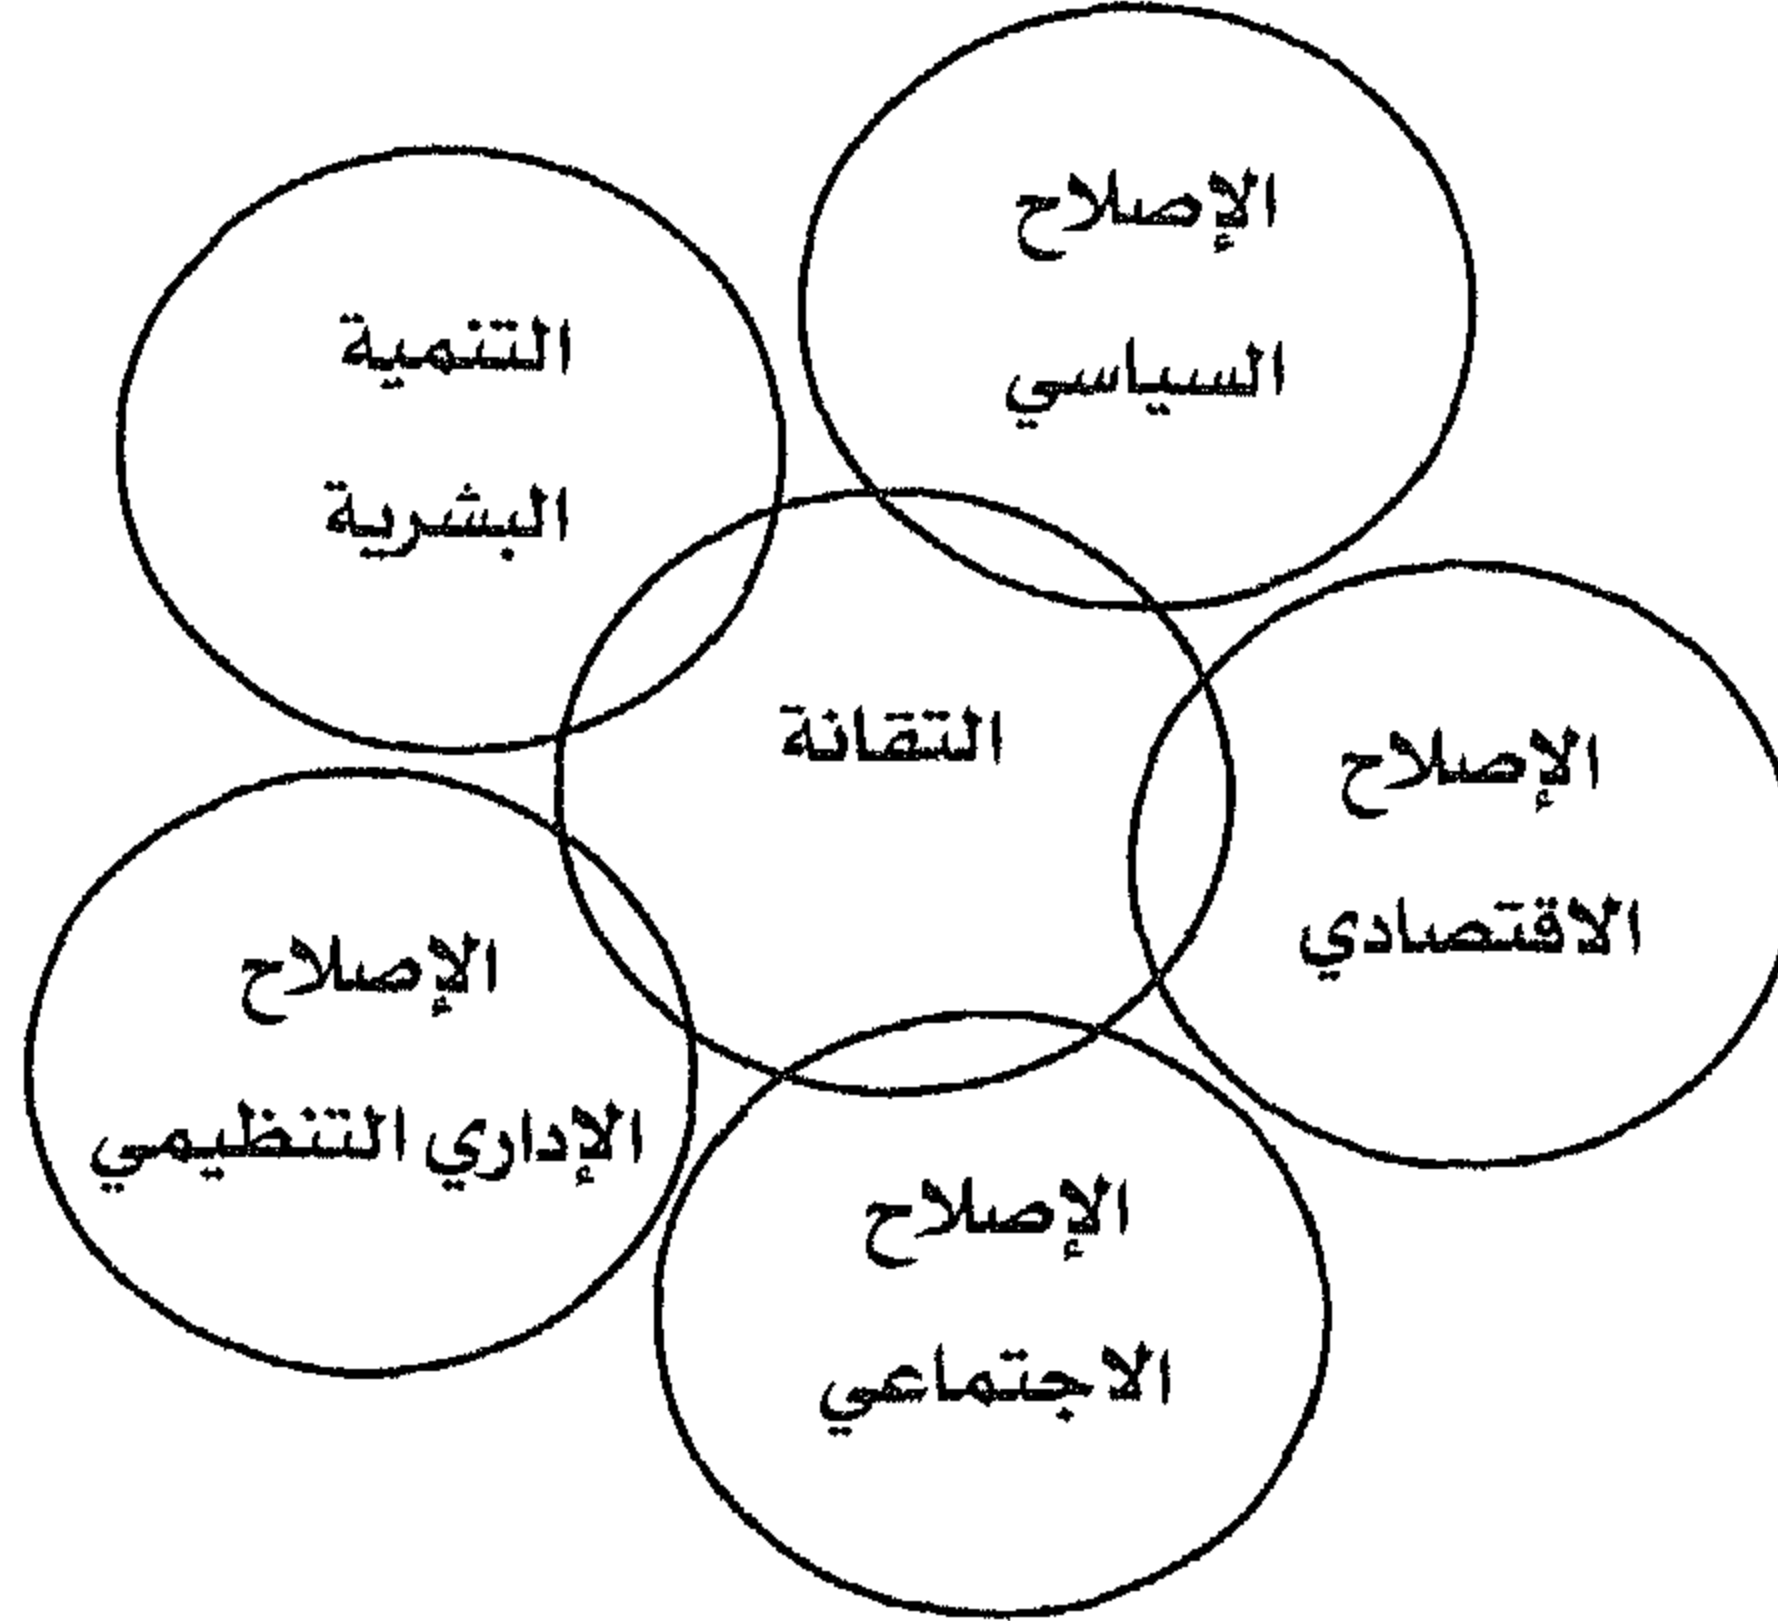 الإصلاح
السياسي
التنمية
البشرية
التقانة
الإصلاح
الاقتصادي
الإصلاح
الإداري التنظيمي
الإصلاح
الاجتماعي